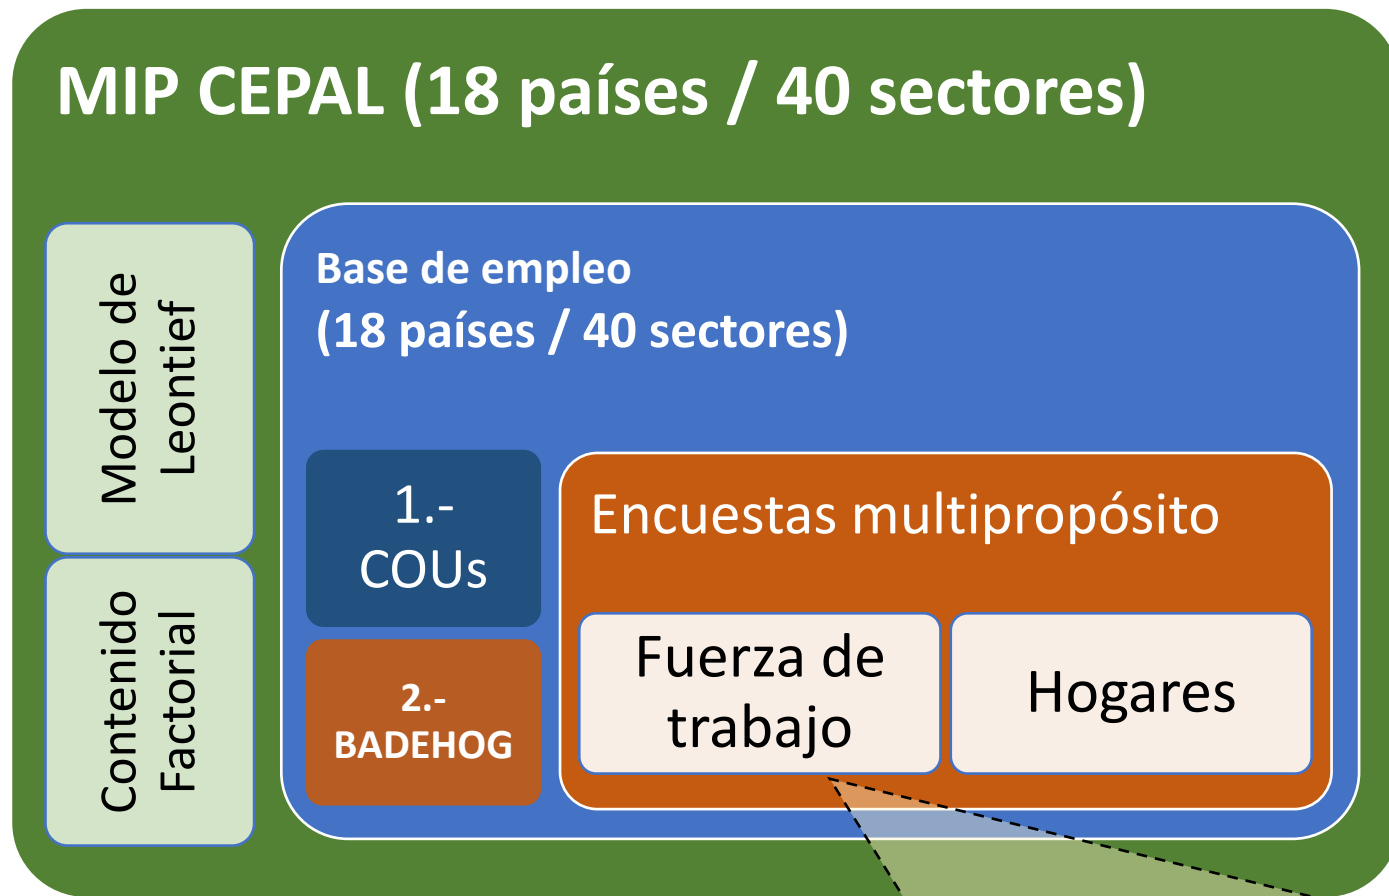 MIP CEPAL (18 países / 40 sectores)
Modelo de
Leontief
Contenido
Factorial
Base de empleo
(18 países / 40 sectores)
1.-
COUs
2.-
BADEHOG
Encuestas multipropósito
Fuerza de
trabajo
Hogares